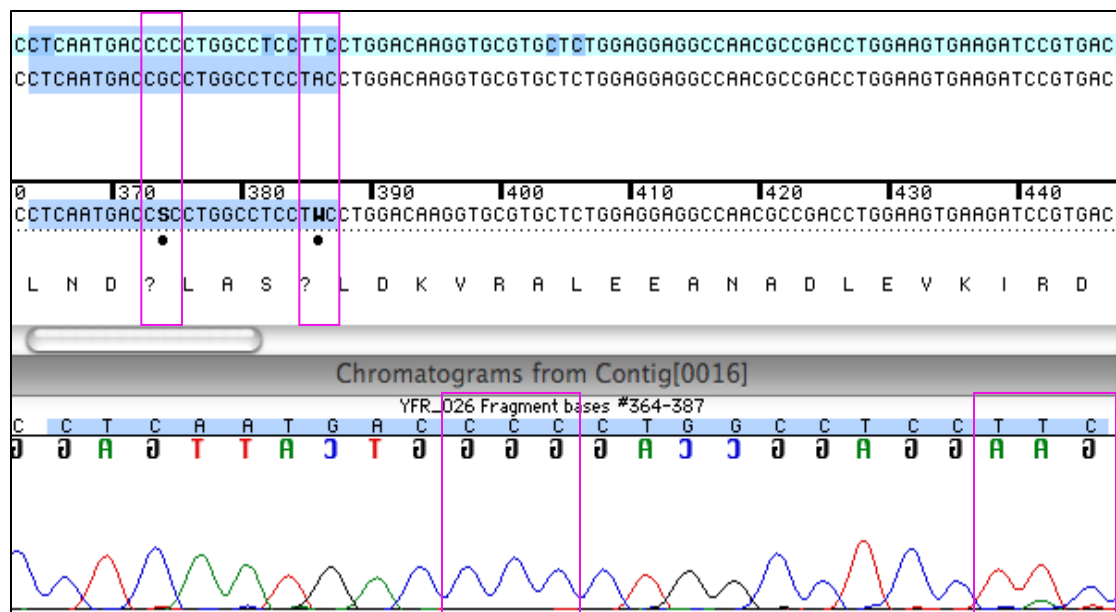 CCTCAATGACCCCCTGGCCTCCTTCCTGGACAAGGTGCGTGCTCTGGAGGAGGCCAACGCCGACCTGGAAGTGAAGATCCGTGAC
CCTCAATGACCGCCTGGCCTCCTACCTGGACAAGGTGCGTGCTCTGGAGGAGGCCAACGCCGACCTGGAAGTGAAGATCCGTGAC
0 370 380 390 400 410 420 430 440
CCTCAATGACCSCCTGGCCTCCTWCCTGGACAAGGTGCGTGCTCTGGAGGAGGCCAACGCCGACCTGGAAGTGAAGATCCGTGAC
L N D ? L A S ? L D K V R A L E E A N A D L E V K I R D
Chromatograms from Contig[0016]
YFR_026 Fragment bases #364-387
C C T C A A T G A C C C C C T G G C C T C C T T C
G G A G T T A C T G G G G G A C C G G A G G A A G